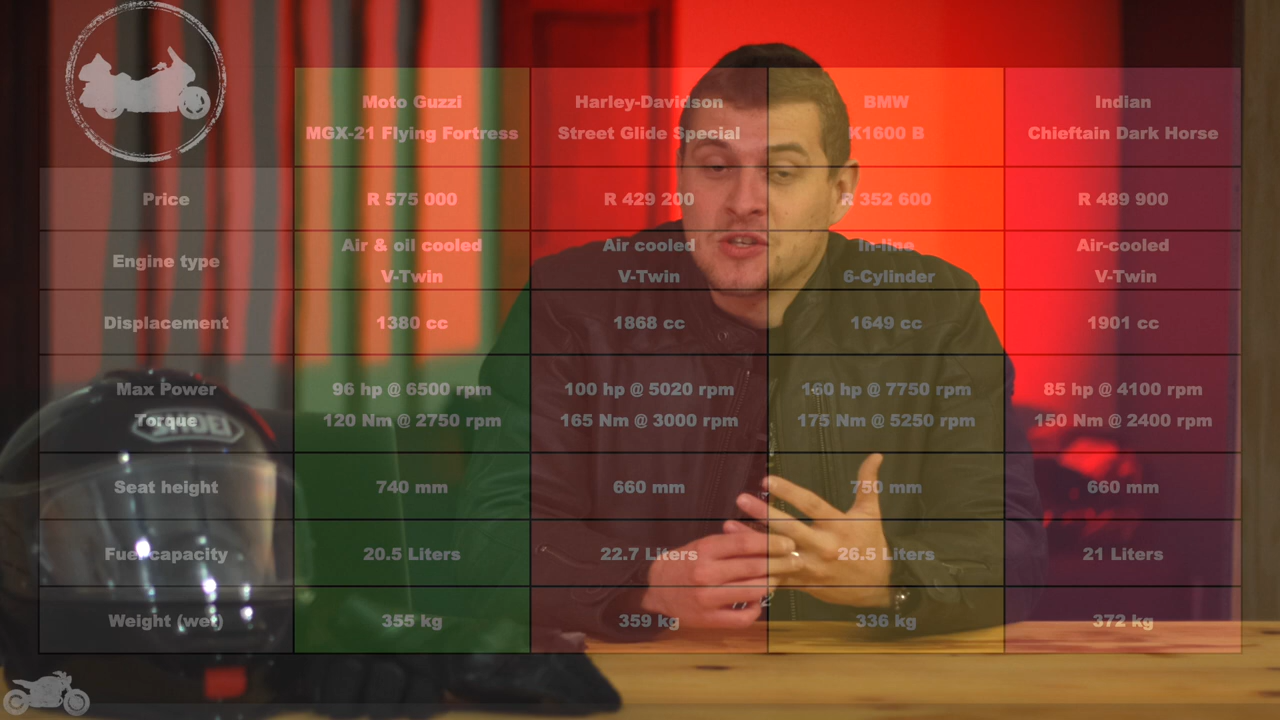 Moto Guzzi
MGX-21 Flying Fortress
Harley-Davidson
Street Glide Special
BMW
K1600 B
Indian
Chieftain Dark Horse
Price
R 575 000
R 429 200
R 352 600
R 489 900
Engine type
Air & oil cooled
V-Twin
Air cooled
V-Twin
In-line
6-Cylinder
Air-cooled
V-Twin
Displacement
1380 cc
1868 cc
1649 cc
1901 cc
Max Power
Torque
96 hp @ 6500 rpm
120 Nm @ 2750 rpm
100 hp @ 5020 rpm
165 Nm @ 3000 rpm
160 hp @ 7750 rpm
175 Nm @ 5250 rpm
85 hp @ 4100 rpm
150 Nm @ 2400 rpm
Seat height
740 mm
660 mm
750 mm
660 mm
Fuel capacity
20.5 Liters
22.7 Liters
26.5 Liters
21 Liters
Weight (wet)
355 kg
359 kg
336 kg
372 kg